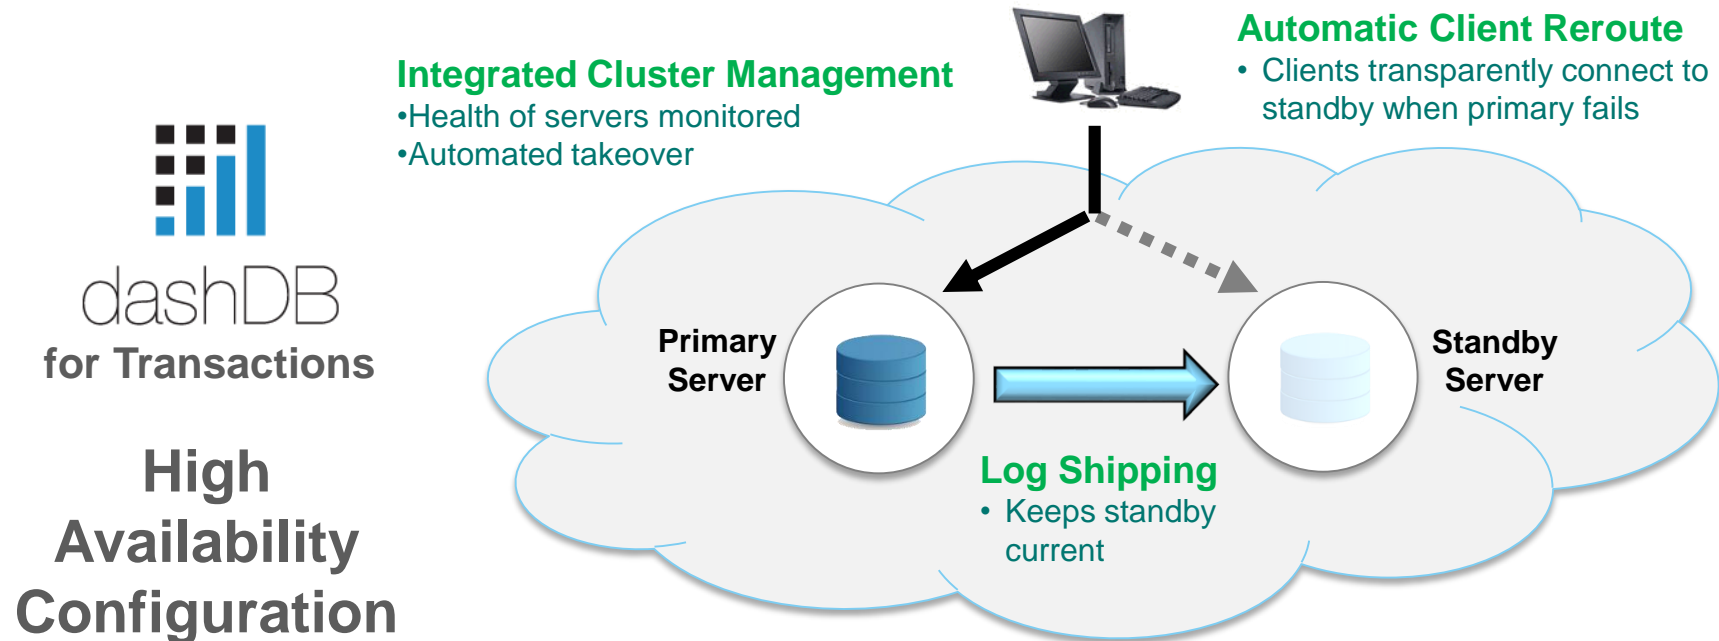 dashDB
for Transactions
High
Availability
Configuration
Integrated Cluster Management
•Health of servers monitored
•Automated takeover
Automatic Client Reroute
• Clients transparently connect to
standby when primary fails
Primary
Server
Standby
Server
Log Shipping
• Keeps standby
current